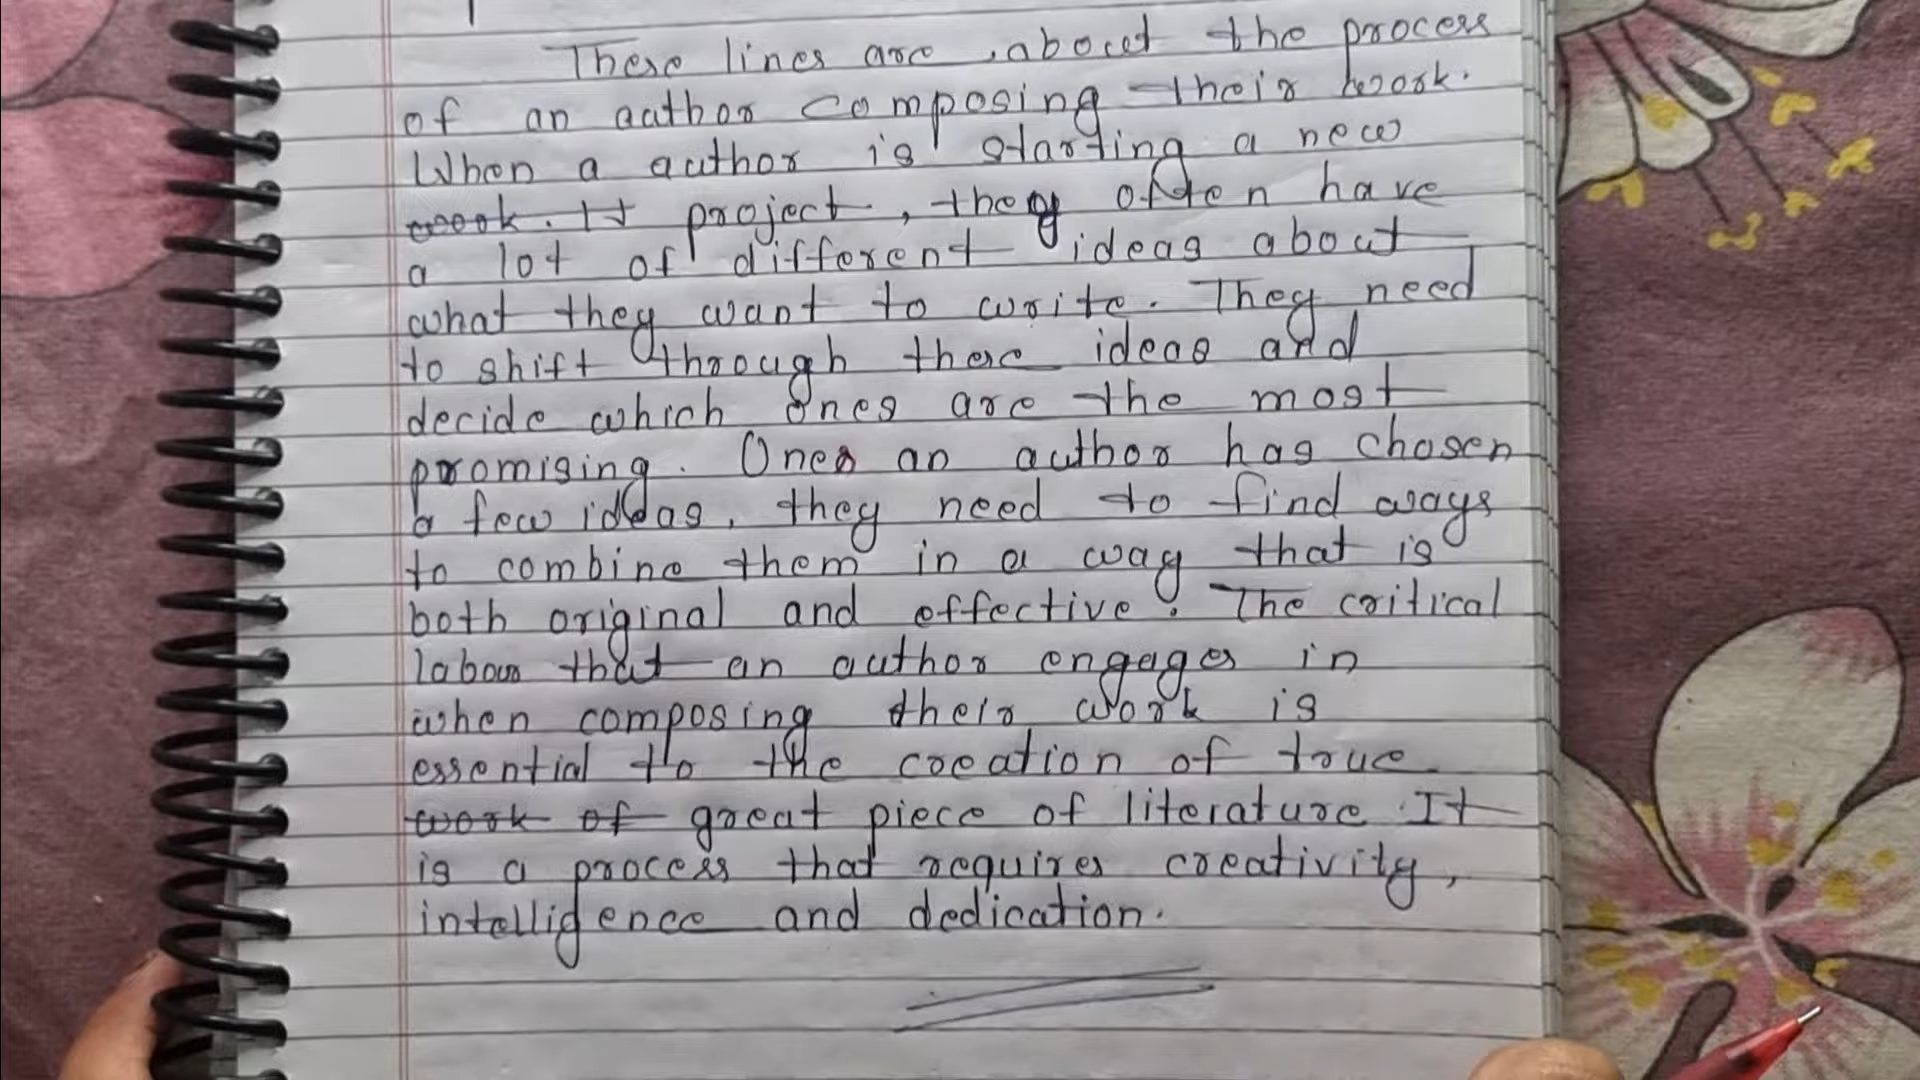 These lines are about the process
of an author composing their work.
When a author is starting a new
work. It project, they often have
a lot of different ideas about
what they want to write. They need
to shift through these ideas and
decide which ones are the most
promising. Ones an author has chosen
a few ideas, they need to find ways
to combine them in a way that is
both original and effective. The critical
labour that an author engages in
when composing their work is
essential to the creation of true
work of great piece of literature. It
is a process that requires creativity,
intelligence and dedication.